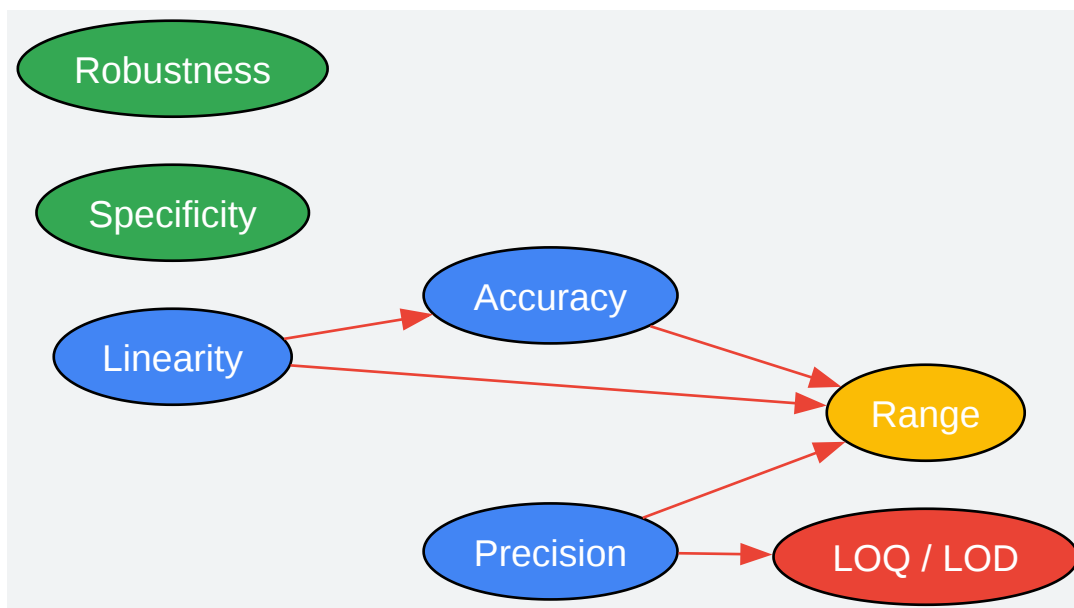 Robustness
Specificity
Accuracy
Linearity
Range
Precision
LOQ / LOD